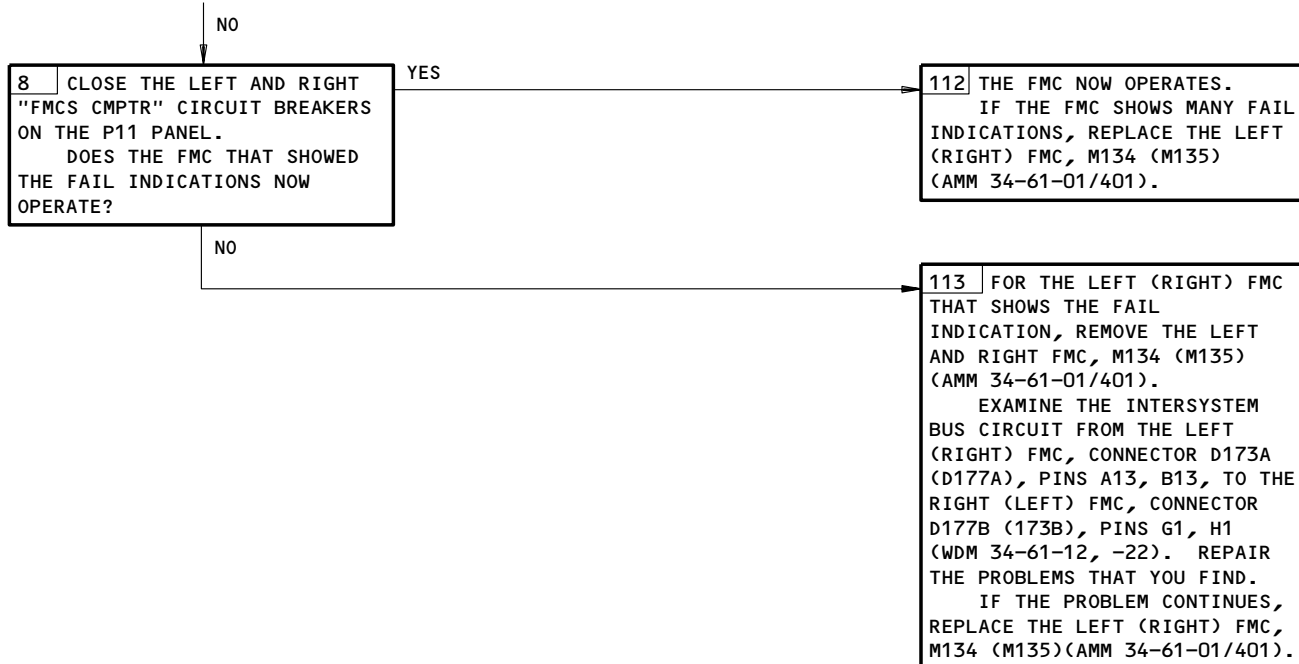 NO
8 CLOSE THE LEFT AND RIGHT
"FMCS CMPTR" CIRCUIT BREAKERS
ON THE P11 PANEL.
DOES THE FMC THAT SHOWED
THE FAIL INDICATIONS NOW
OPERATE?
YES
112 THE FMC NOW OPERATES.
IF THE FMC SHOWS MANY FAIL
INDICATIONS, REPLACE THE LEFT
(RIGHT) FMC, M134 (M135)
(AMM 34-61-01/401).
NO
113 FOR THE LEFT (RIGHT) FMC
THAT SHOWS THE FAIL
INDICATION, REMOVE THE LEFT
AND RIGHT FMC, M134 (M135)
(AMM 34-61-01/401).
EXAMINE THE INTERSYSTEM
BUS CIRCUIT FROM THE LEFT
(RIGHT) FMC, CONNECTOR D173A
(D177A), PINS A13, B13, TO THE
RIGHT (LEFT) FMC, CONNECTOR
D177B (173B), PINS G1, H1
(WDM 34-61-12, -22). REPAIR
THE PROBLEMS THAT YOU FIND.
IF THE PROBLEM CONTINUES,
REPLACE THE LEFT (RIGHT) FMC,
M134 (M135)(AMM 34-61-01/401).